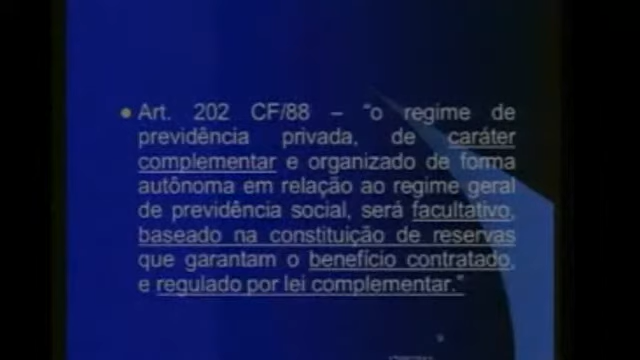 Art. 202 CF/88 – "o regime de
previdência privada, de caráter
complementar e organizado de forma
autônoma em relação ao regime geral
de previdência social, será facultativo,
baseado na constituição de reservas
que garantam o benefício contratado,
e regulado por lei complementar."